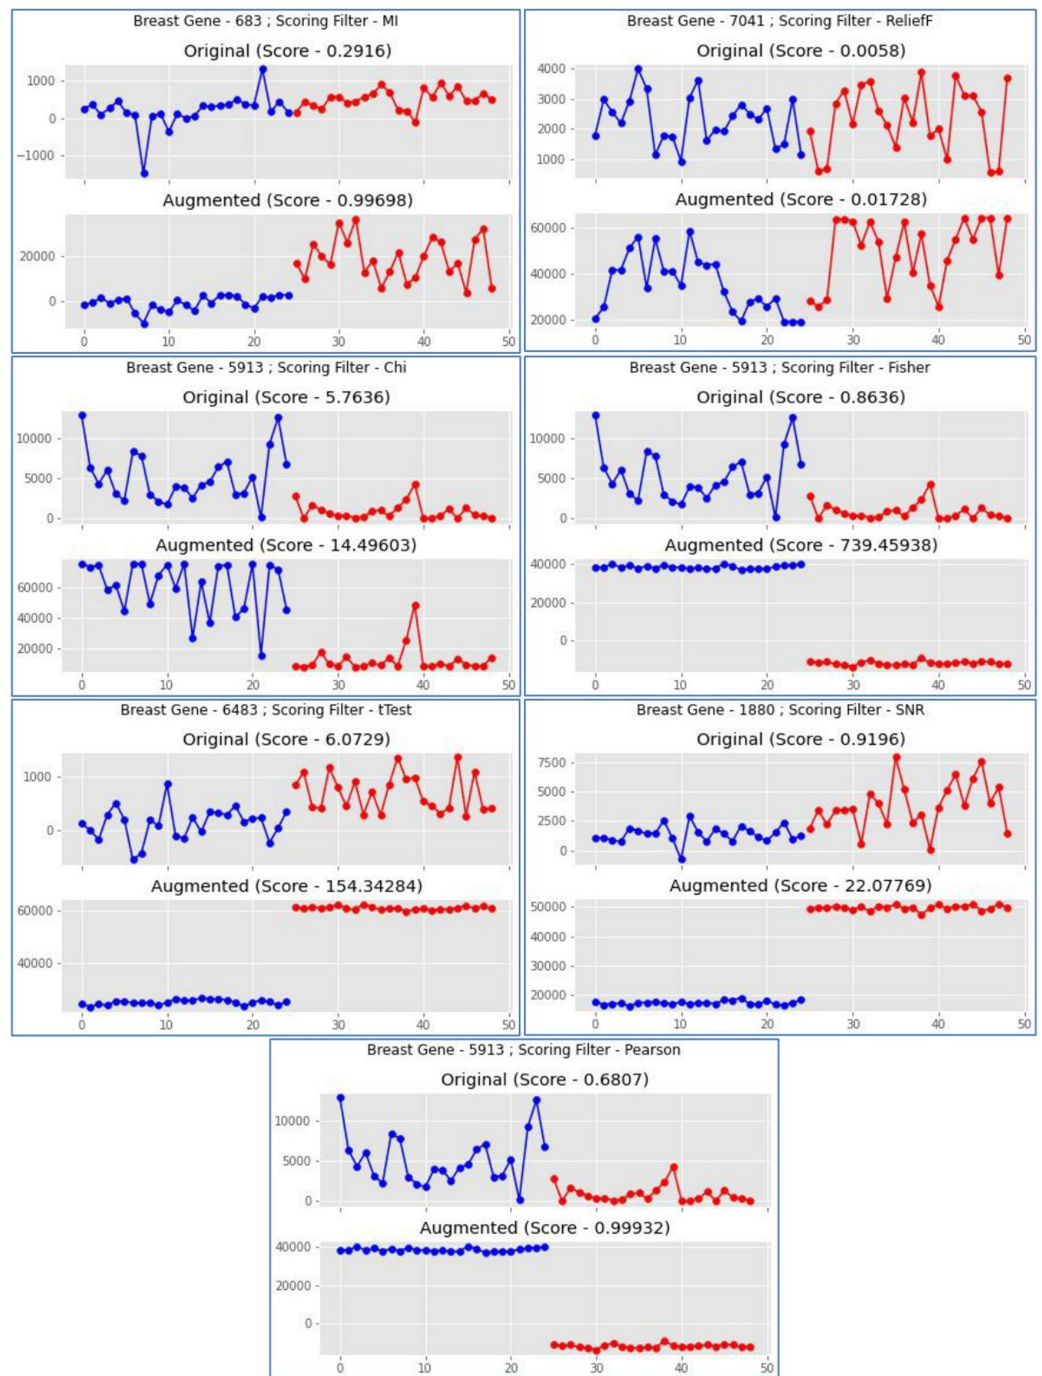 Breast Gene - 683 ; Scoring Filter - MI
Original (Score - 0.2916)
1000
0
−1000
Augmented (Score - 0.99698)
20000
0
0 10 20 30 40 50
Breast Gene - 7041 ; Scoring Filter - ReliefF
Original (Score - 0.0058)
4000
3000
2000
1000
Augmented (Score - 0.01728)
60000
40000
20000
0 10 20 30 40 50
Breast Gene - 5913 ; Scoring Filter - Chi
Original (Score - 5.7636)
10000
5000
0
Augmented (Score - 14.49603)
60000
40000
20000
0 10 20 30 40 50
Breast Gene - 5913 ; Scoring Filter - Fisher
Original (Score - 0.8636)
10000
5000
0
Augmented (Score - 739.45938)
40000
20000
0
0 10 20 30 40 50
Breast Gene - 6483 ; Scoring Filter - tTest
Original (Score - 6.0729)
1000
0
Augmented (Score - 154.34284)
60000
40000
0 10 20 30 40 50
Breast Gene - 1880 ; Scoring Filter - SNR
Original (Score - 0.9196)
7500
5000
2500
0
Augmented (Score - 22.07769)
50000
40000
30000
20000
0 10 20 30 40 50
Breast Gene - 5913 ; Scoring Filter - Pearson
Original (Score - 0.6807)
10000
5000
0
Augmented (Score - 0.99932)
40000
20000
0
0 10 20 30 40 50